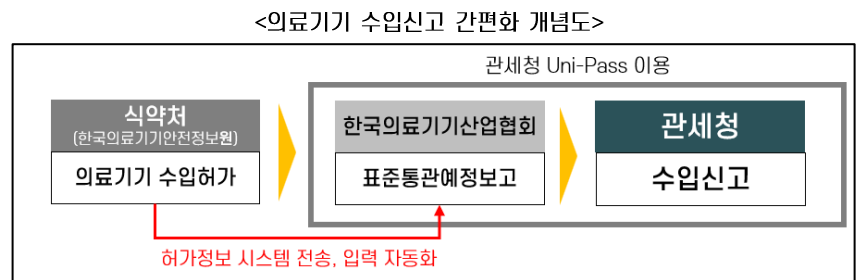 <의료기기 수입신고 간편화 개념도>
관세청 Uni-Pass 이용
식약처
(한국의료기기안전정보원)
의료기기 수입허가
한국의료기기산업협회
표준통관예정보고
관세청
수입신고
허가정보 시스템 전송, 입력 자동화